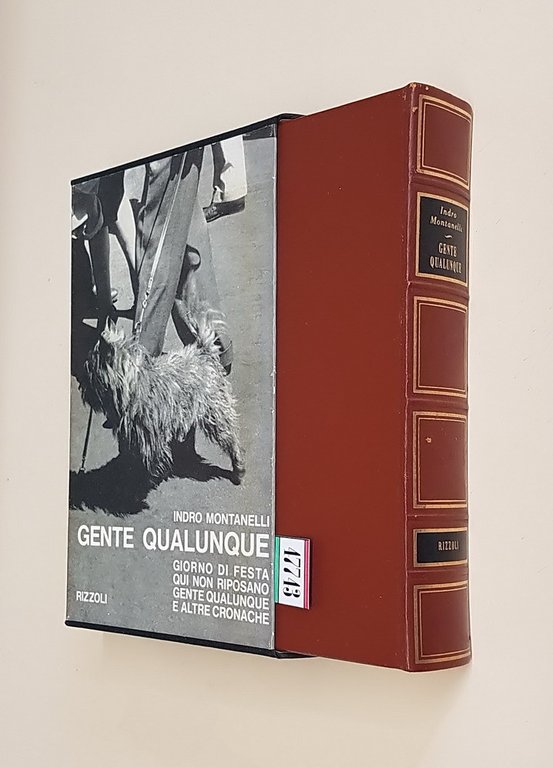 INDRO MONTANELLI
GENTE QUALUNQUE
GIORNO DI FESTA
QUI NON RIPOSANO
GENTE QUALUNQUE
E ALTRE CRONACHE
RIZZOLI
47743
Indro
Montanelli
GENTE
QUALUNQUE
RIZZOLI